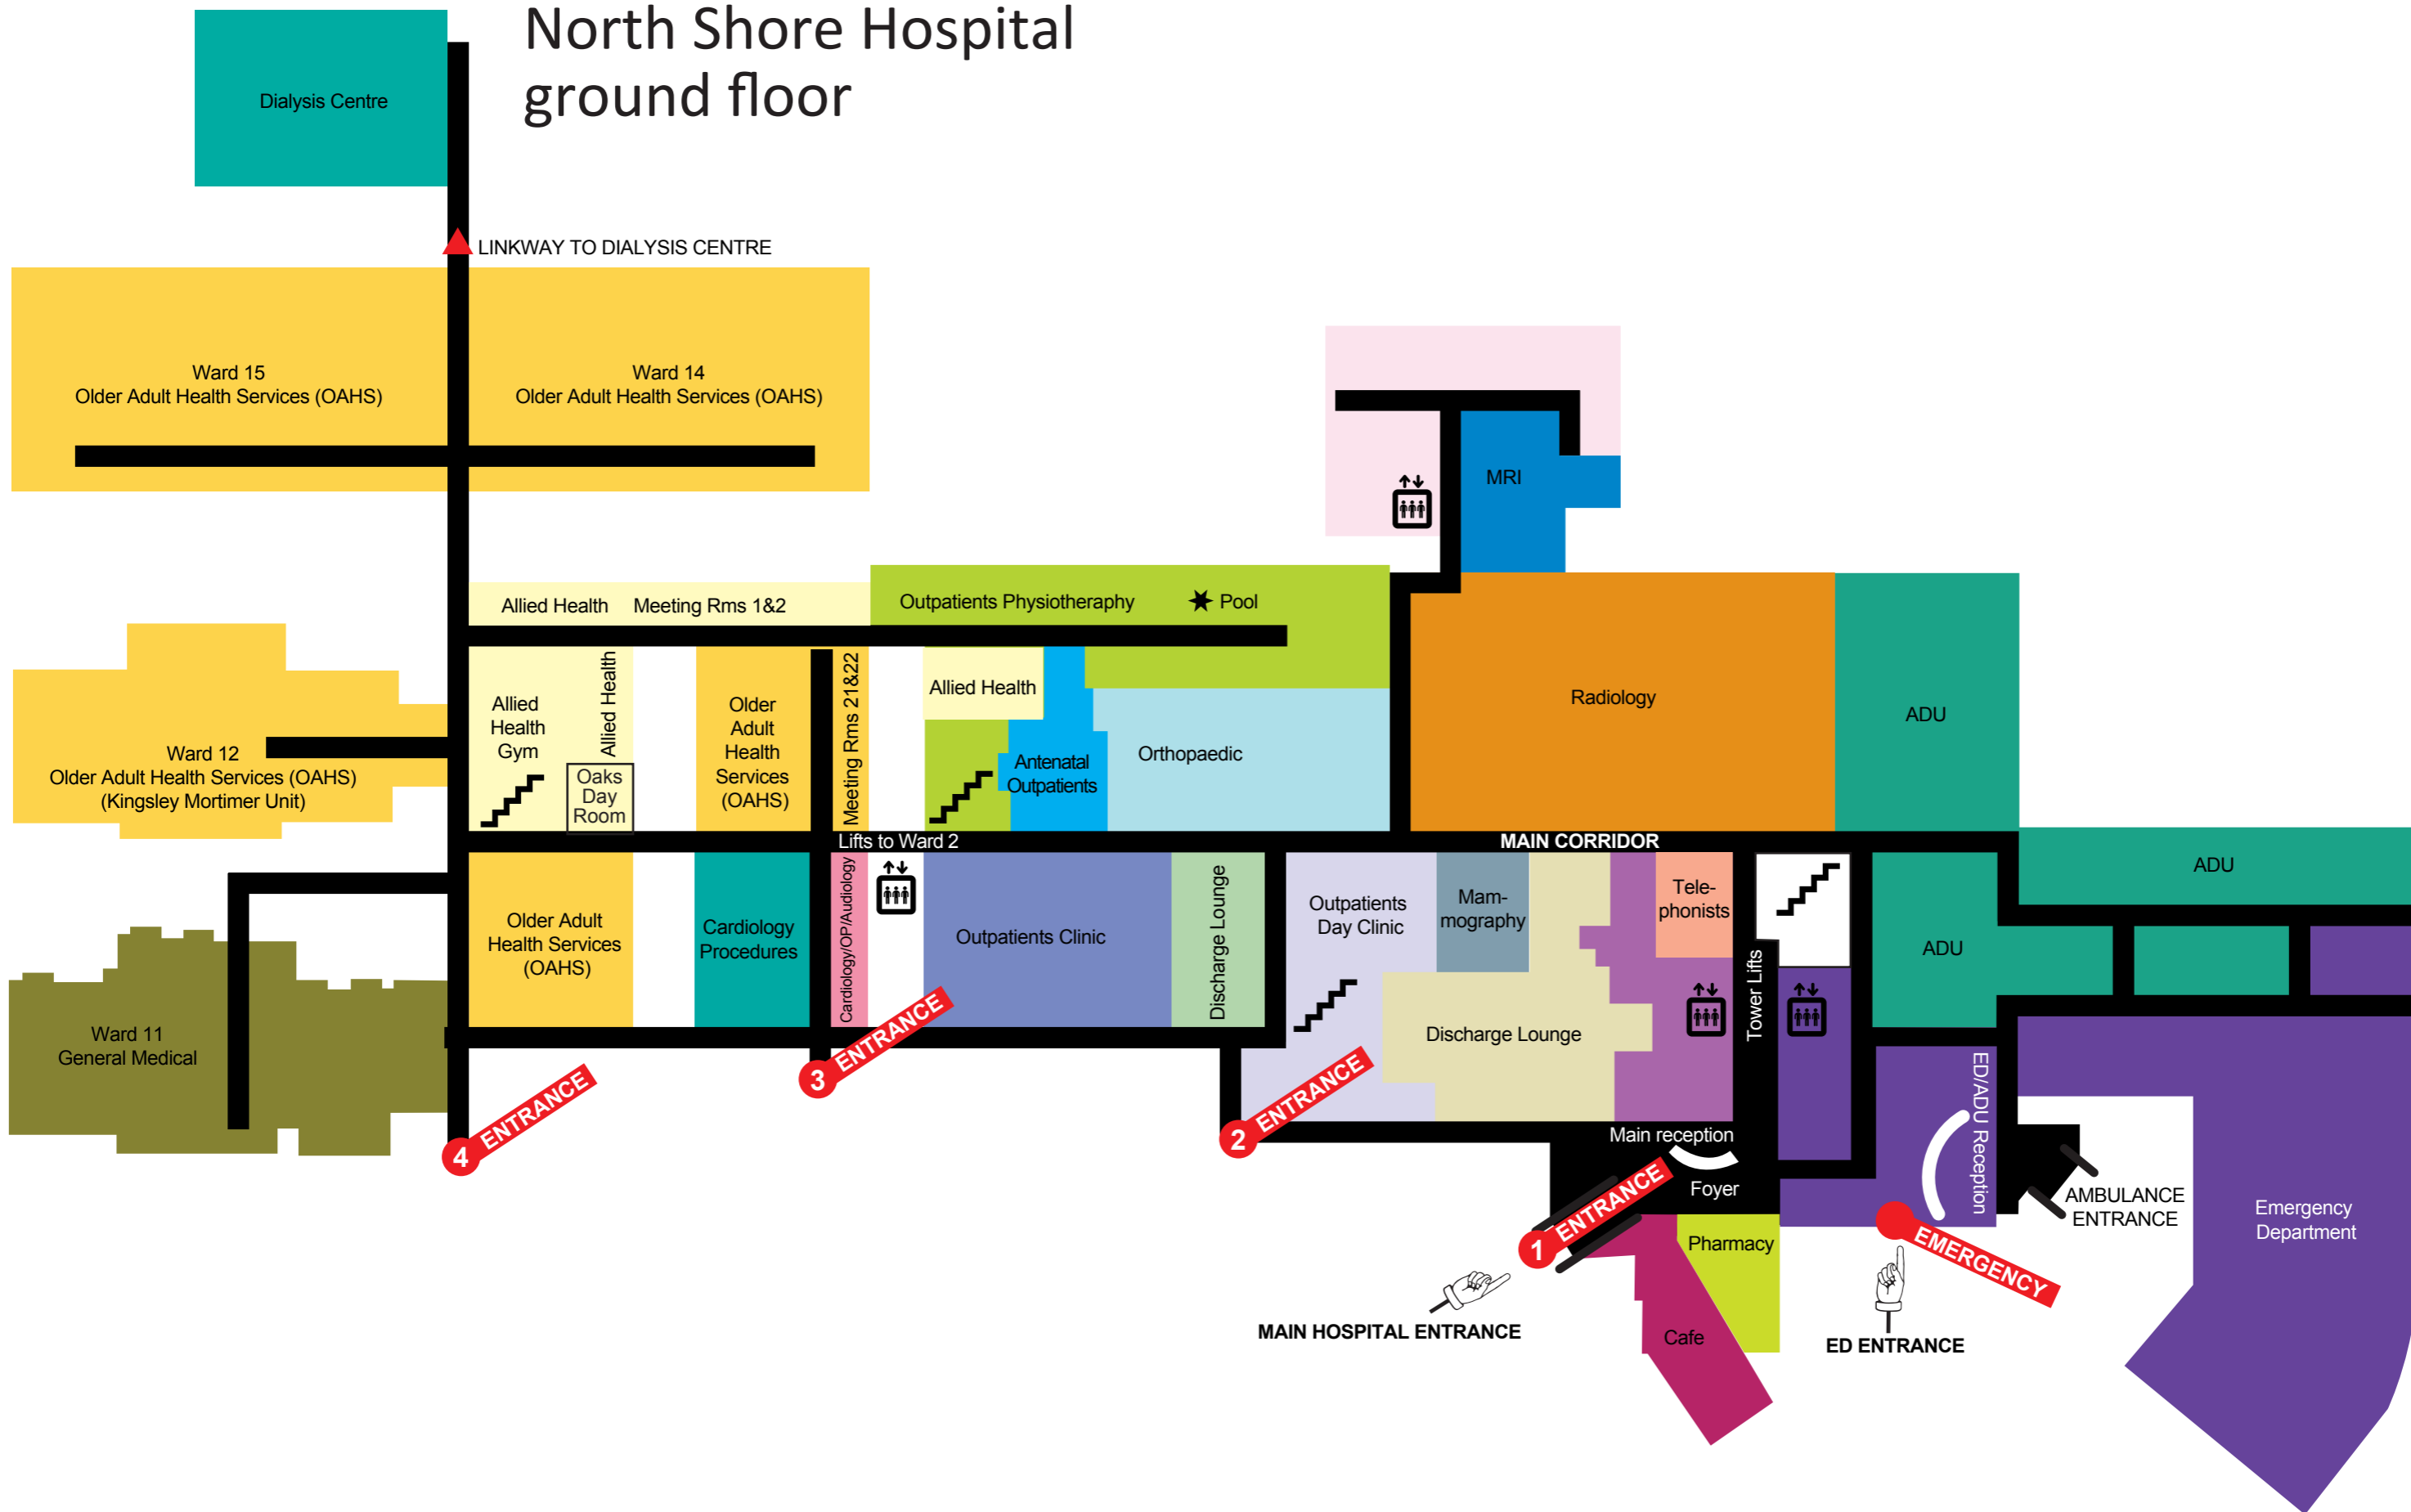 North Shore Hospital
ground floor
Dialysis Centre
LINKWAY TO DIALYSIS CENTRE
Ward 15
Older Adult Health Services (OAHS)
Ward 14
Older Adult Health Services (OAHS)
MRI
Allied Health
Meeting Rms 1&2
Outpatients Physiotheraphy
Pool
Allied
Health
Gym
Allied Health
Oaks
Day
Room
Older
Adult
Health
Services
(OAHS)
Meeting Rms 21&22
Allied Health
Antenatal
Outpatients
Orthopaedic
Radiology
ADU
Ward 12
Older Adult Health Services (OAHS)
(Kingsley Mortimer Unit)
Lifts to Ward 2
MAIN CORRIDOR
ADU
Older Adult
Health Services
(OAHS)
Cardiology
Procedures
Cardiology/OP/Audiology
Outpatients Clinic
Discharge Lounge
Outpatients
Day Clinic
Mam-
mography
Tele-
phonists
Tower Lifts
ADU
Discharge Lounge
Ward 11
General Medical
ED/ADU Reception
4 ENTRANCE
3 ENTRANCE
2 ENTRANCE
Main reception
Foyer
1 ENTRANCE
AMBULANCE
ENTRANCE
Emergency
Department
Pharmacy
EMERGENCY
MAIN HOSPITAL ENTRANCE
Cafe
ED ENTRANCE